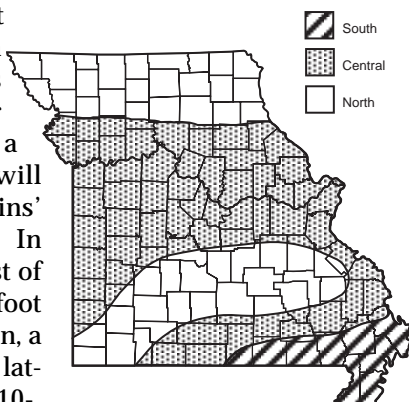 t
a
will
ins'
In
st of
foot
n, a
lat-
10-
South
Central
North